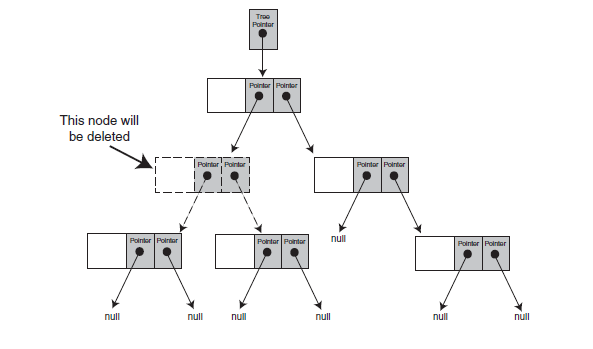 Tree
Pointer
Pointer Pointer
This node will
be deleted
Pointer Pointer
Pointer Pointer
null
Pointer Pointer
Pointer Pointer
Pointer Pointer
null
null
null
null
null
null